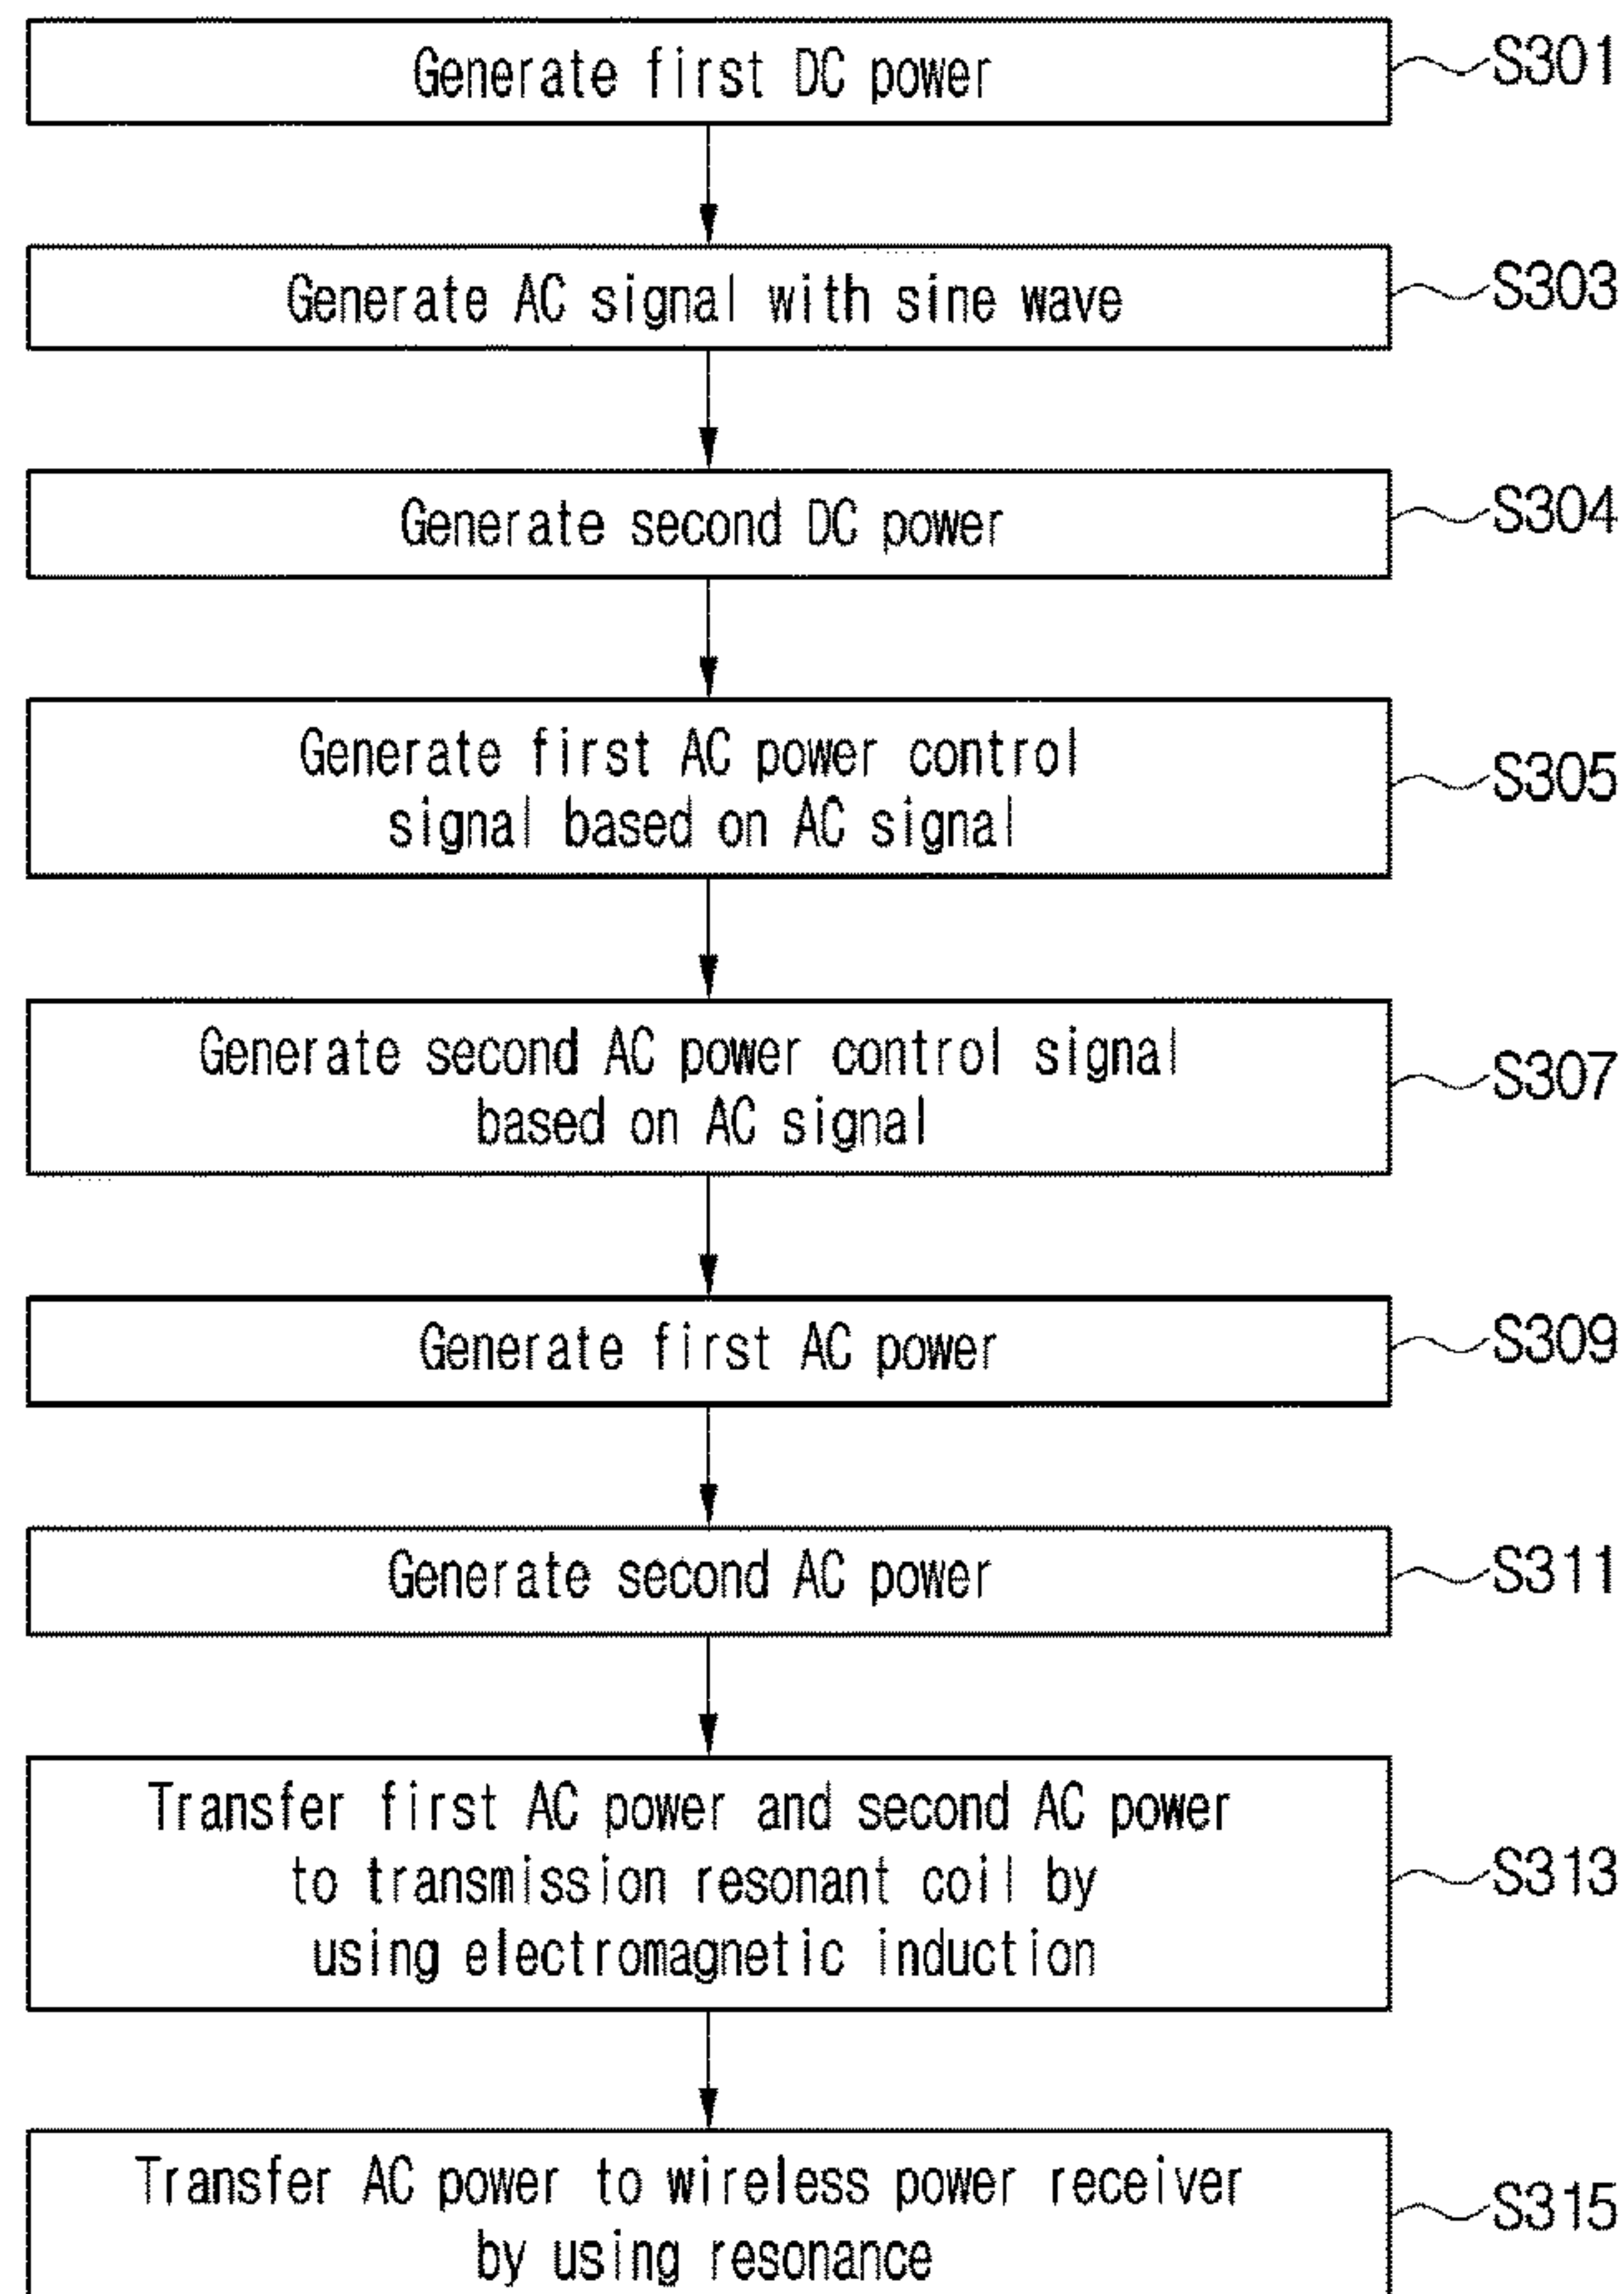 Generate first DC power
S301
Generate AC signal with sine wave
S303
Generate second DC power
S304
Generate first AC power control
signal based on AC signal
S305
Generate second AC power control signal
based on AC signal
S307
Generate first AC power
S309
Generate second AC power
S311
Transfer first AC power and second AC power
to transmission resonant coil by
using electromagnetic induction
S313
Transfer AC power to wireless power receiver
by using resonance
S315